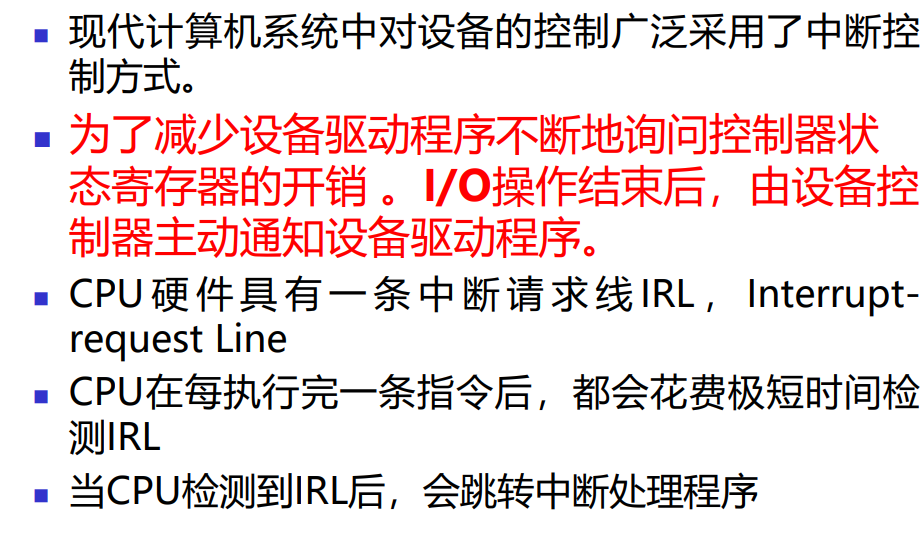 现代计算机系统中对设备的控制广泛采用了中断控
制方式。
为了减少设备驱动程序不断地询问控制器状
态寄存器的开销 。I/O操作结束后，由设备控
制器主动通知设备驱动程序。
CPU硬件具有一条中断请求线IRL，Interrupt-
request Line
CPU在每执行完一条指令后，都会花费极短时间检
测IRL
当CPU检测到IRL后，会跳转中断处理程序